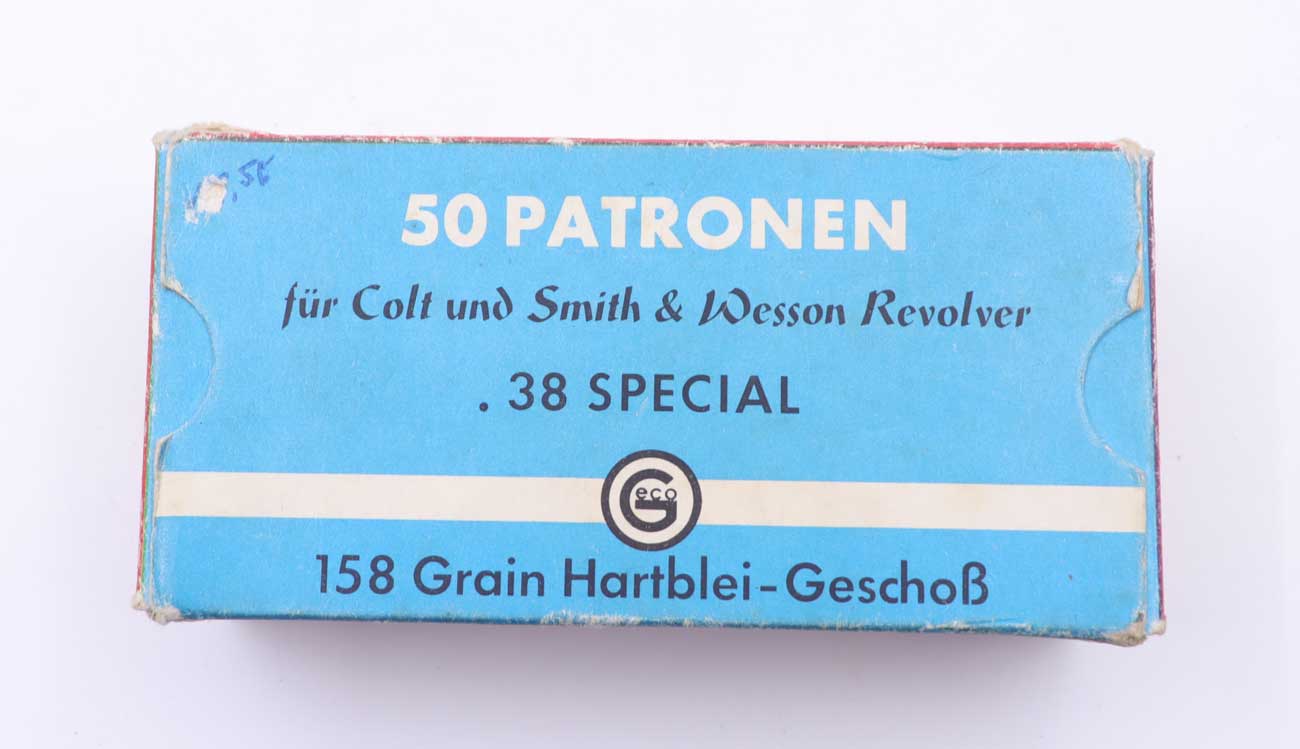 50 PATRONEN
für Colt und Smith & Wesson Revolver
. 38 SPECIAL
Geco
158 Grain Hartblei-Geschoß